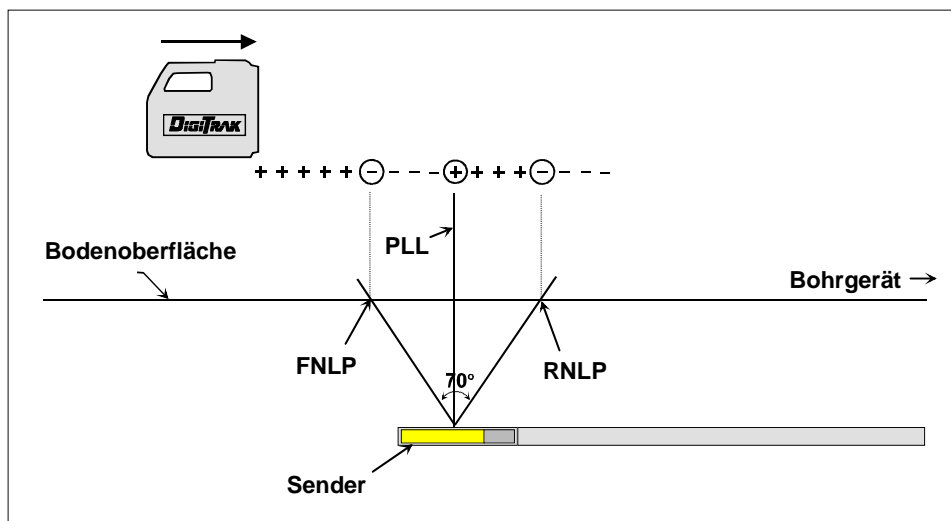 DIGITRAK
+ + + + + - - - - + + + + - - - -
PLL
Bodenoberfläche
Bohrgerät
FNLP
RNLP
70°
Sender